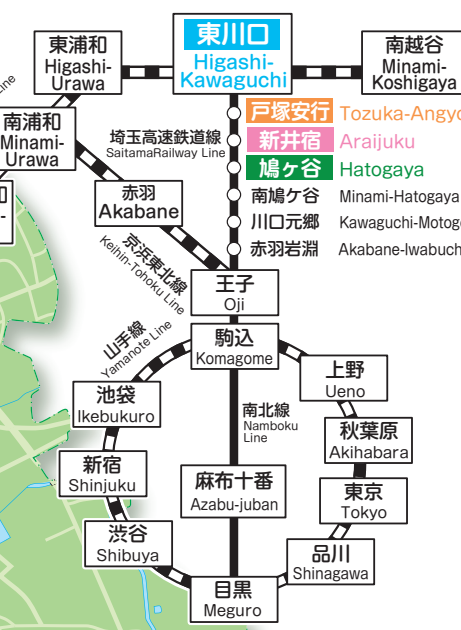 東浦和
Higashi-
Urawa
東川口
Higashi-
Kawaguchi
南越谷
Minami-
Koshigaya
Line
南浦和
Minami-
Urawa
埼玉高速鉄道線
SaitamaRailway Line
戸塚安行 Tozuka-Angyo
新井宿 Araijuku
鳩ヶ谷 Hatogaya
南鳩ケ谷 Minami-Hatogaya
川口元郷 Kawaguchi-Motogo
赤羽岩淵 Akabane-Iwabuch
赤羽
Akabane
京浜東北線
Keihin-Tohoku Line
王子
Oji
山手線
Yamanote Line
駒込
Komagome
上野
Ueno
池袋
Ikebukuro
南北線
Namboku
Line
秋葉原
Akihabara
新宿
Shinjuku
麻布十番
Azabu-juban
東京
Tokyo
渋谷
Shibuya
品川
Shinagawa
目黒
Meguro